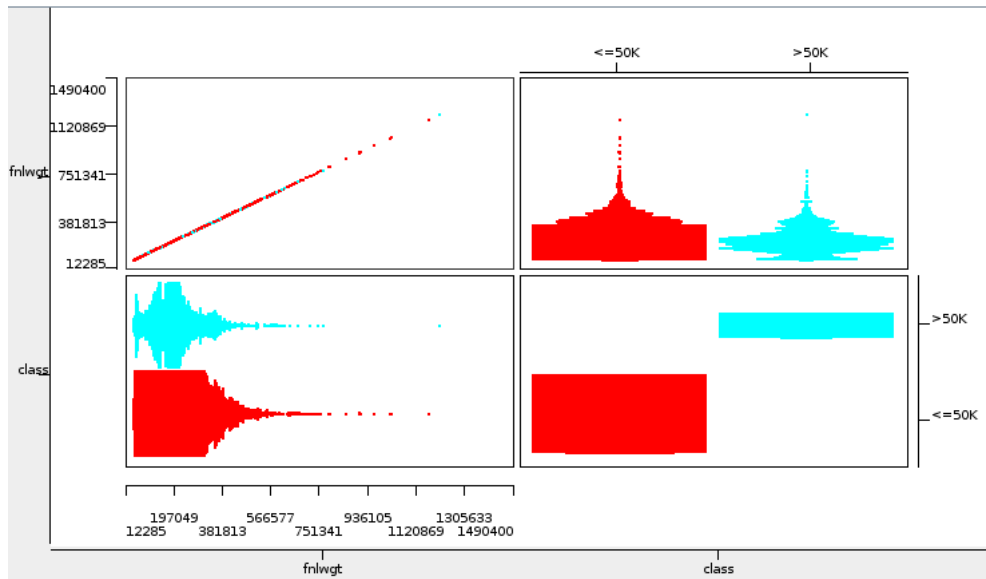 <=50K >50K
1490400
1120869
fnlwgt
751341
381813
12285
>50K
class
<=50K
197049 566577 936105 1305633
12285 381813 751341 1120869 1490400
fnlwgt class